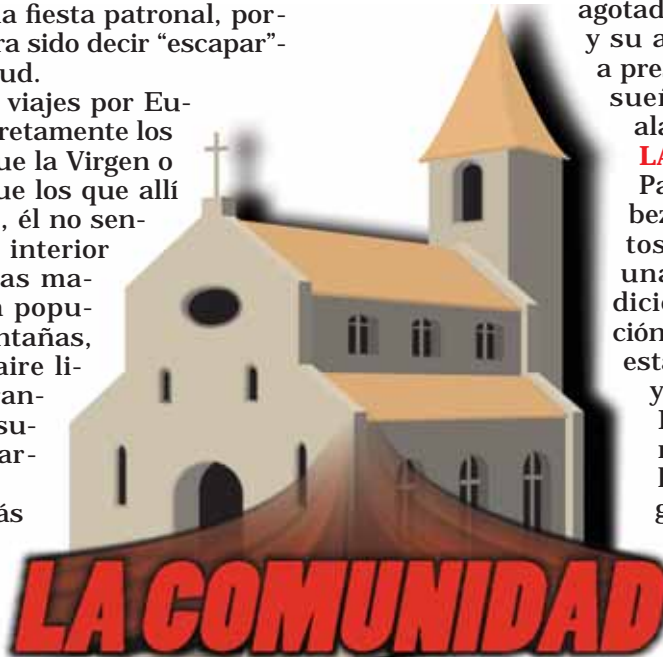 la fiesta patronal, por-
ra sido decir “escapar”-
ud.
viajes por Eu-
retamente los
ue la Virgen o
ue los que allí
, él no sen-
interior
as ma-
popu-
ntañas,
aire li-
an-
su-
ar-
ás
agotad
y su a
a pre
sueñ
ala
LA
Pa
bez
tos
una
dicio
ción
esta
y
g
LA COMUNIDAD